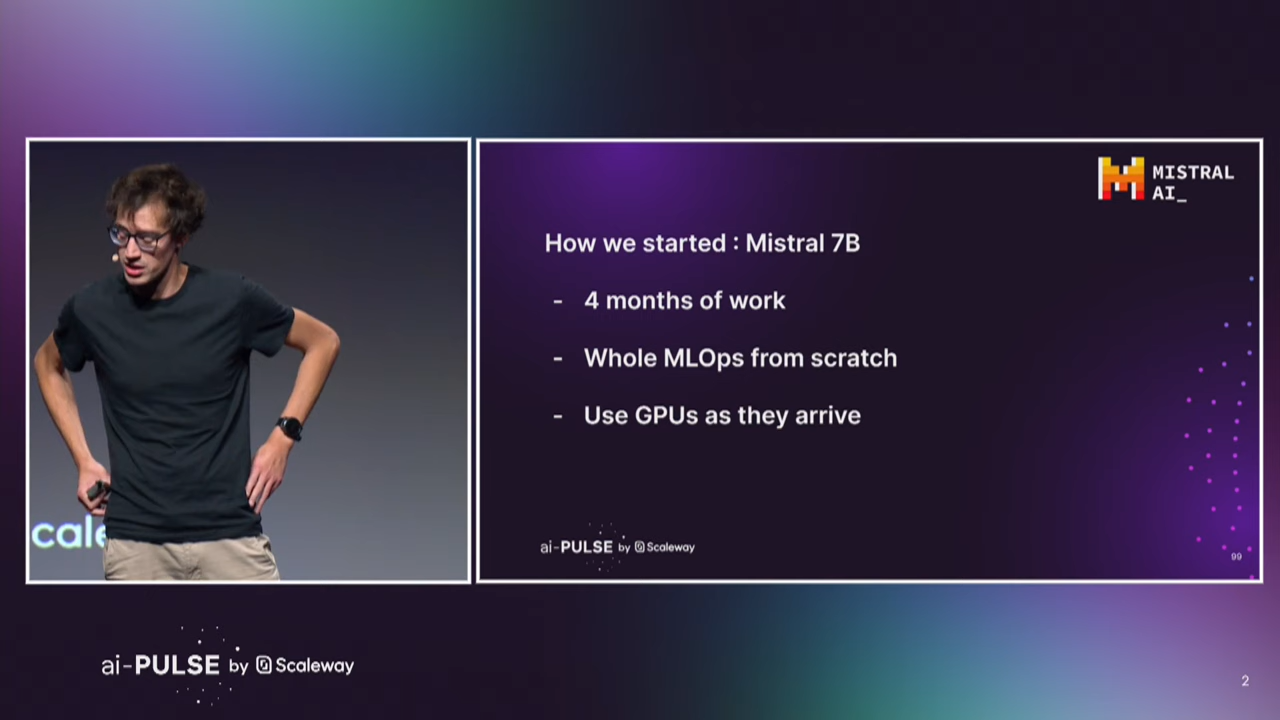 cale
MISTRAL
AI_
How we started : Mistral 7B
- 4 months of work
- Whole MLOps from scratch
- Use GPUs as they arrive
ai-PULSE by Scaleway
99
ai-PULSE by Scaleway
2